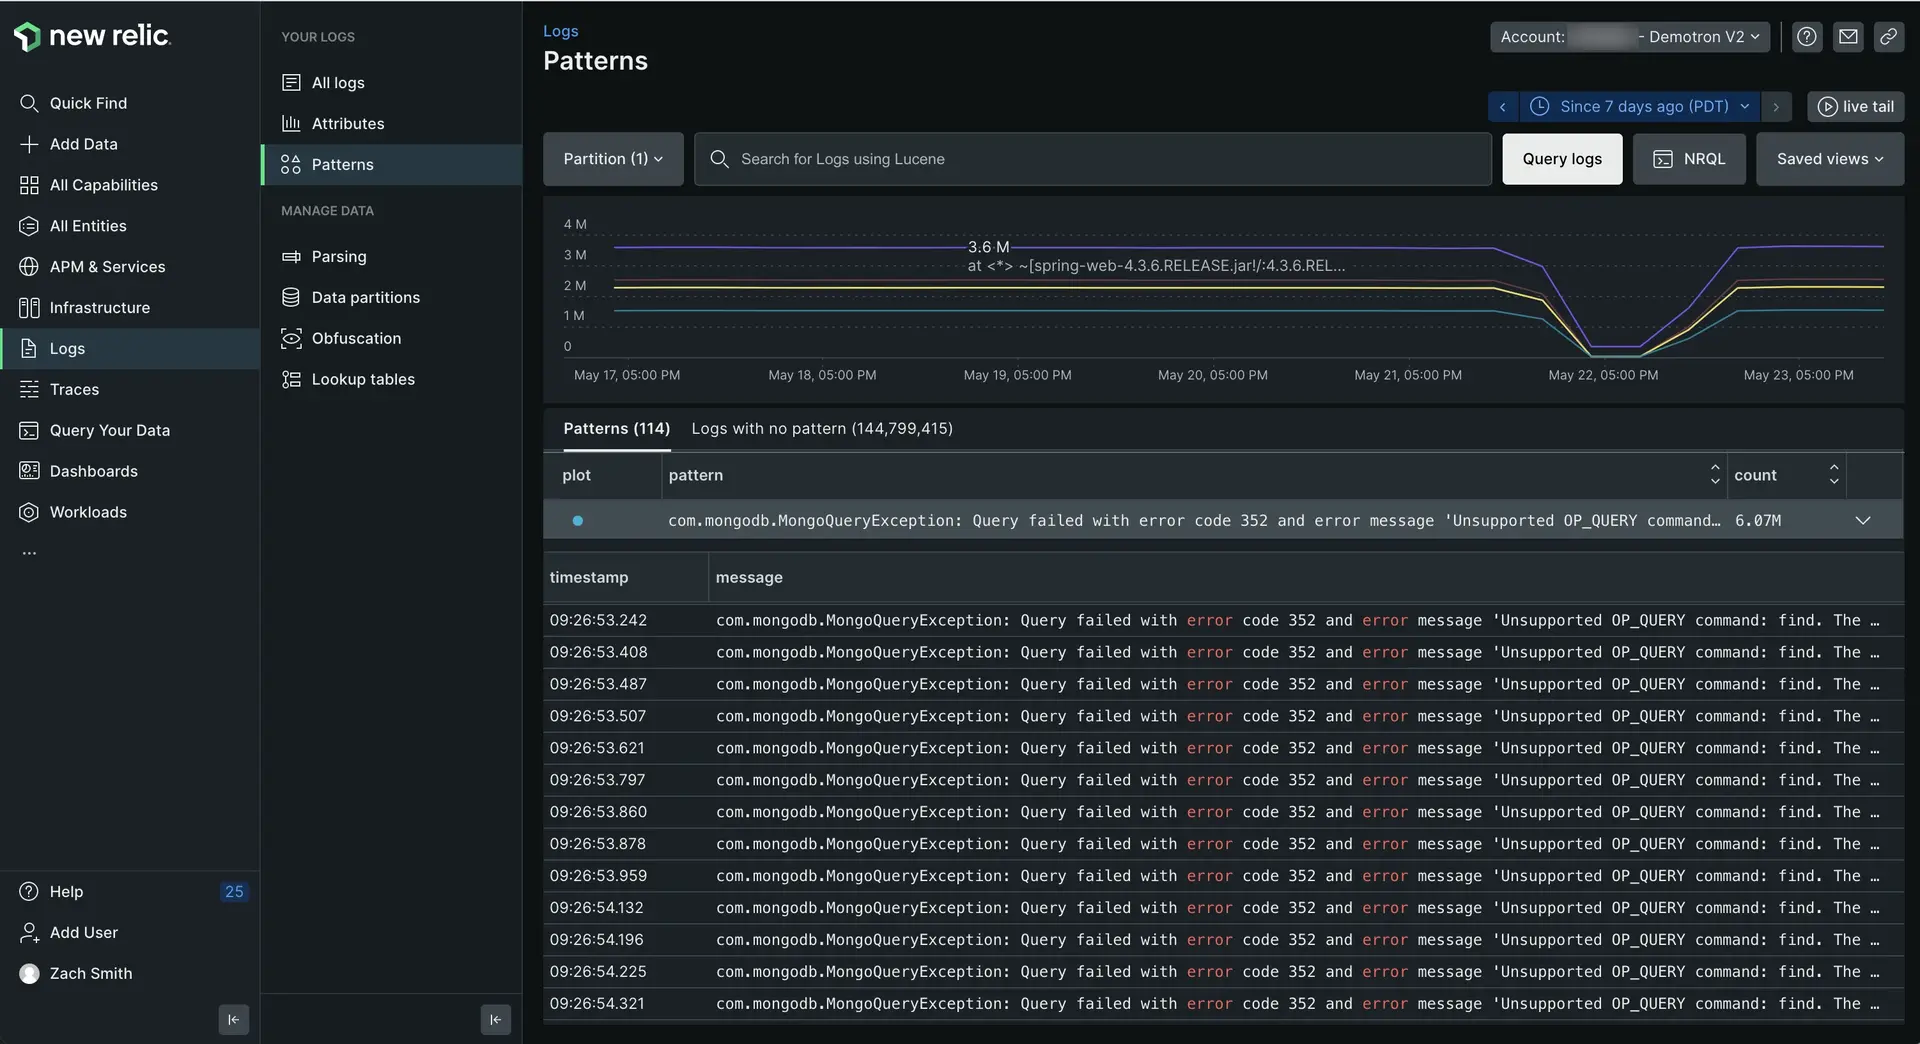 new relic.
Quick Find
Add Data
All Capabilities
All Entities
APM & Services
Infrastructure
Logs
Traces
Query Your Data
Dashboards
Workloads
...
Help 25
Add User
Zach Smith
YOUR LOGS
All logs
Attributes
Patterns
MANAGE DATA
Parsing
Data partitions
Obfuscation
Lookup tables
Logs
Patterns
Account: - Demotron V2
Since 7 days ago (PDT)
live tail
Partition (1)
Search for Logs using Lucene
Query logs
NRQL
Saved views
4 M
3 M
2 M
1 M
0
3.6 M
at <*> ~[spring-web-4.3.6.RELEASE.jar!/:4.3.6.REL...
May 17, 05:00 PM May 18, 05:00 PM May 19, 05:00 PM May 20, 05:00 PM May 21, 05:00 PM May 22, 05:00 PM May 23, 05:00 PM
Patterns (114) Logs with no pattern (144,799,415)
plot pattern count
com.mongodb.MongoQueryException: Query failed with error code 352 and error message 'Unsupported OP_QUERY command… 6.07M
timestamp message
09:26:53.242 com.mongodb.MongoQueryException: Query failed with error code 352 and error message 'Unsupported OP_QUERY command: find. The …
09:26:53.408 com.mongodb.MongoQueryException: Query failed with error code 352 and error message 'Unsupported OP_QUERY command: find. The …
09:26:53.487 com.mongodb.MongoQueryException: Query failed with error code 352 and error message 'Unsupported OP_QUERY command: find. The …
09:26:53.507 com.mongodb.MongoQueryException: Query failed with error code 352 and error message 'Unsupported OP_QUERY command: find. The …
09:26:53.621 com.mongodb.MongoQueryException: Query failed with error code 352 and error message 'Unsupported OP_QUERY command: find. The …
09:26:53.797 com.mongodb.MongoQueryException: Query failed with error code 352 and error message 'Unsupported OP_QUERY command: find. The …
09:26:53.860 com.mongodb.MongoQueryException: Query failed with error code 352 and error message 'Unsupported OP_QUERY command: find. The …
09:26:53.878 com.mongodb.MongoQueryException: Query failed with error code 352 and error message 'Unsupported OP_QUERY command: find. The …
09:26:53.959 com.mongodb.MongoQueryException: Query failed with error code 352 and error message 'Unsupported OP_QUERY command: find. The …
09:26:54.132 com.mongodb.MongoQueryException: Query failed with error code 352 and error message 'Unsupported OP_QUERY command: find. The …
09:26:54.196 com.mongodb.MongoQueryException: Query failed with error code 352 and error message 'Unsupported OP_QUERY command: find. The …
09:26:54.225 com.mongodb.MongoQueryException: Query failed with error code 352 and error message 'Unsupported OP_QUERY command: find. The …
09:26:54.321 com.mongodb.MongoQueryException: Query failed with error code 352 and error message 'Unsupported OP_QUERY command: find. The …